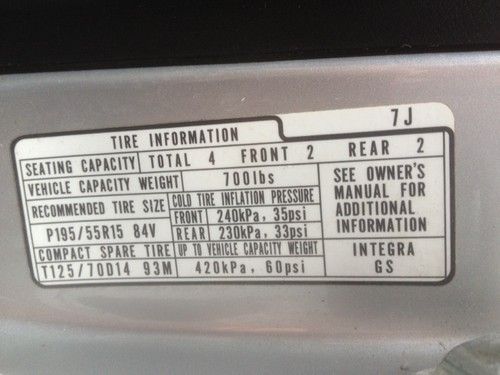 7J
TIRE INFORMATION
SEATING CAPACITY TOTAL 4 FRONT 2 REAR 2
VEHICLE CAPACITY WEIGHT 700lbs
RECOMMENDED TIRE SIZE COLD TIRE INFLATION PRESSURE
P195/55R15 84V FRONT 240kPa, 35psi
REAR 230kPa, 33psi
COMPACT SPARE TIRE UP TO VEHICLE CAPACITY WEIGHT
T125/70D14 93M 420kPa, 60psi
SEE OWNER'S
MANUAL FOR
ADDITIONAL
INFORMATION
INTEGRA
GS